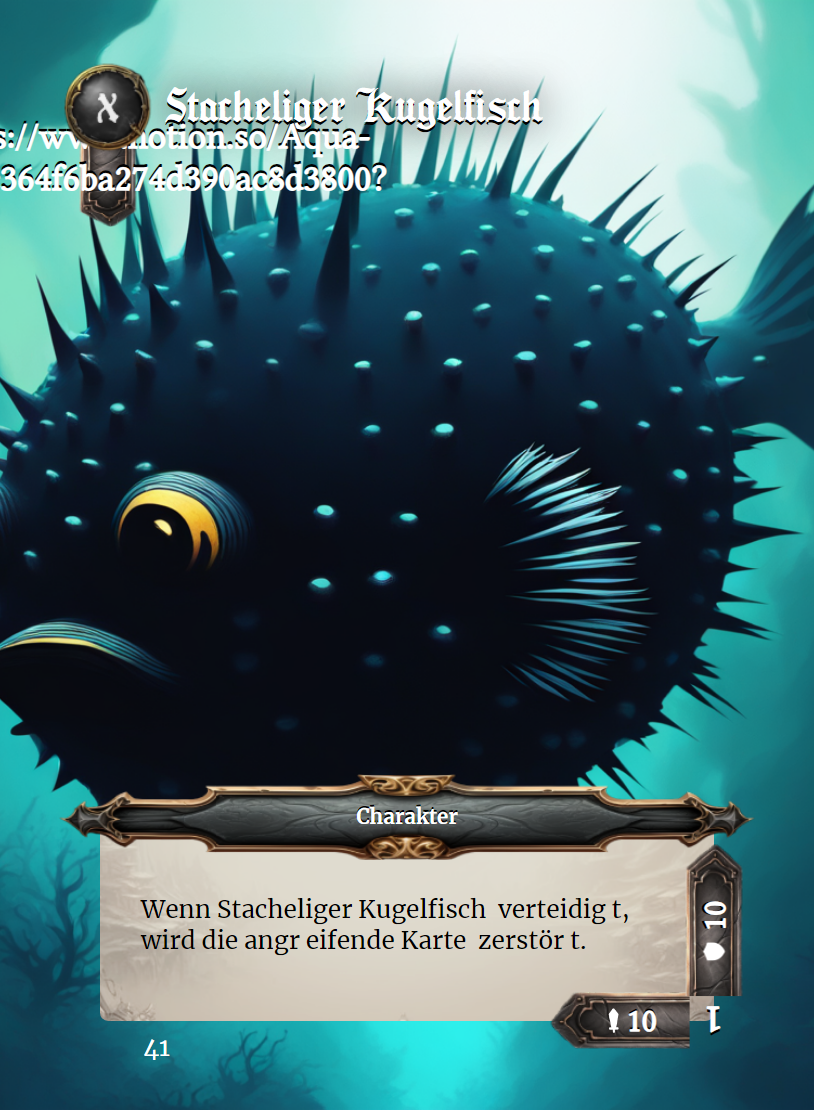 X
Stacheliger Kugelfisch
s://ww .notion.so/Aqua-
364f6ba274d390ac8d3800?
Charakter
Wenn Stacheliger Kugelfisch verteidig t,
wird die angr eifende Karte zerstör t.
10
10
1
41